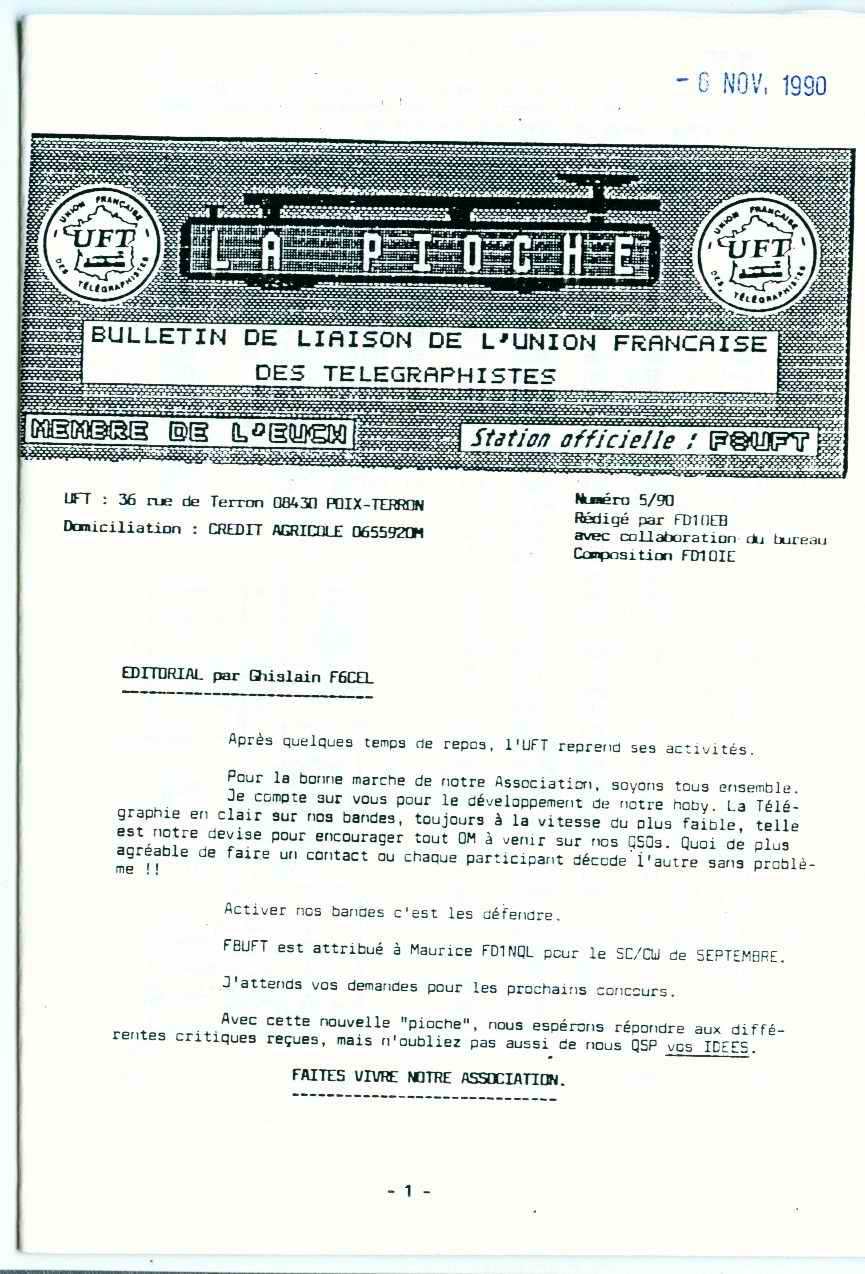 - 6 NOV. 1990
UNION FRANÇAISE
UFT
DES TÉLÉGRAPHISTES
LA PIOCHE
UNION FRANÇAISE
UFT
DES TÉLÉGRAPHISTES
BULLETIN DE LIAISON DE L'UNION FRANCAISE
DES TELEGRAPHISTES
MEMBRE DE L'EUCW
Station officielle : F8UFT
UFT : 36 rue de Terron 08430 POIX-TERRON
Domiciliation : CREDIT AGRICOLE 0655920M
Numéro 5/90
Rédigé par FD1OEB
avec collaboration du bureau
Composition FD1OIE
EDITORIAL par Ghislain F6CEL
Après quelques temps de repos, l'UFT reprend ses activités.
Pour la bonne marche de notre Association, soyons tous ensemble.
Je compte sur vous pour le développement de notre hoby. La Télé-
graphie en clair sur nos bandes, toujours à la vitesse du plus faible, telle
est notre devise pour encourager tout OM à venir sur nos QSOs. Quoi de plus
agréable de faire un contact ou chaque participant décode l'autre sans problè-
me !!
Activer nos bandes c'est les défendre.
F8UFT est attribué à Maurice FD1NQL pour le SC/CW de SEPTEMBRE.
J'attends vos demandes pour les prochains concours.
Avec cette nouvelle "pioche", nous espérons répondre aux diffé-
rentes critiques reçues, mais n'oubliez pas aussi de nous QSP vos IDEES.
FAITES VIVRE NOTRE ASSOCIATION.
- 1 -